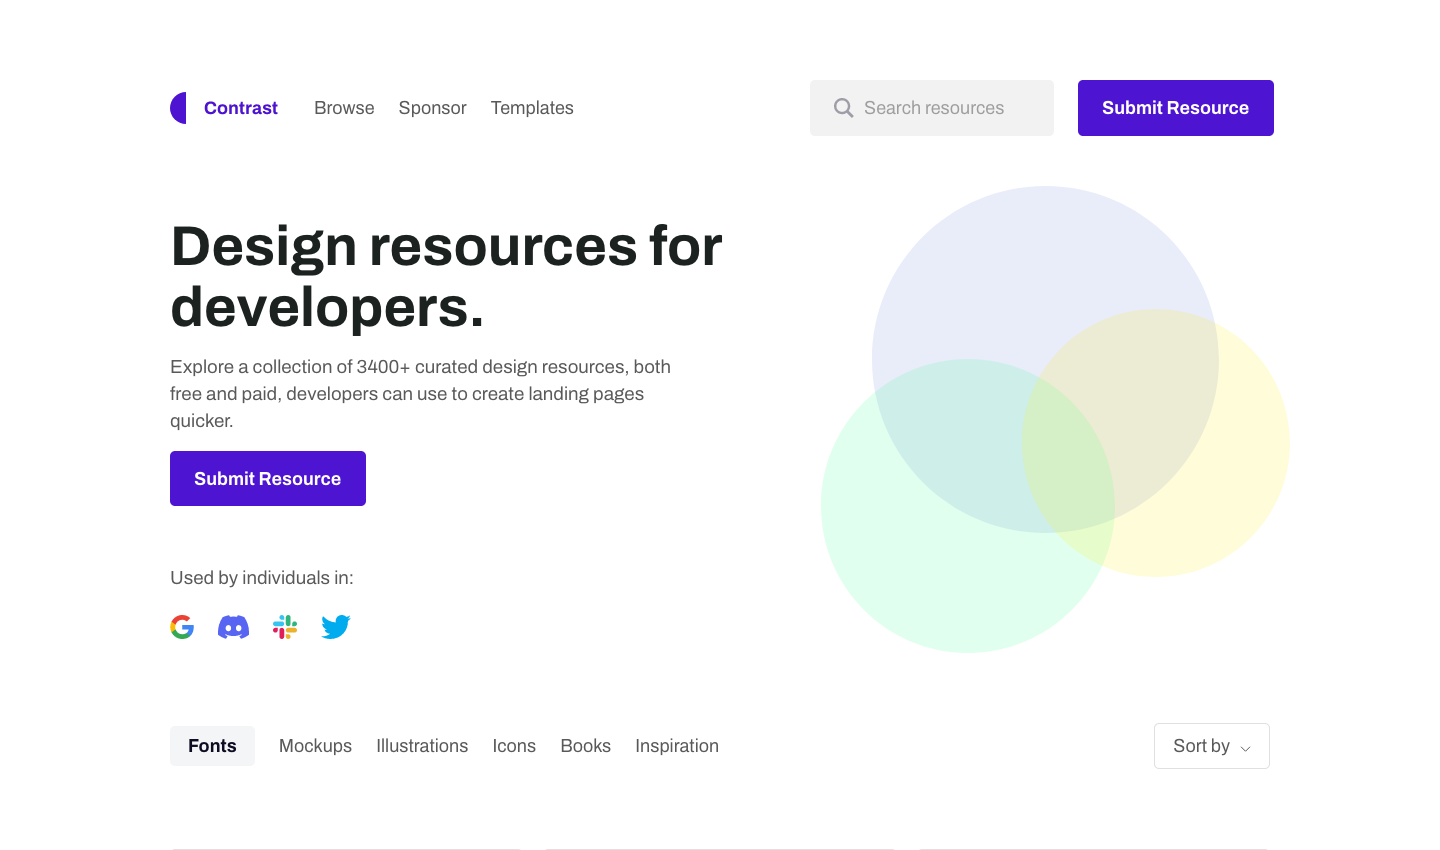 Contrast
Browse
Sponsor
Templates
Search resources
Submit Resource
Design resources for
developers.
Explore a collection of 3400+ curated design resources, both
free and paid, developers can use to create landing pages
quicker.
Submit Resource
Used by individuals in:
Fonts
Mockups
Illustrations
Icons
Books
Inspiration
Sort by